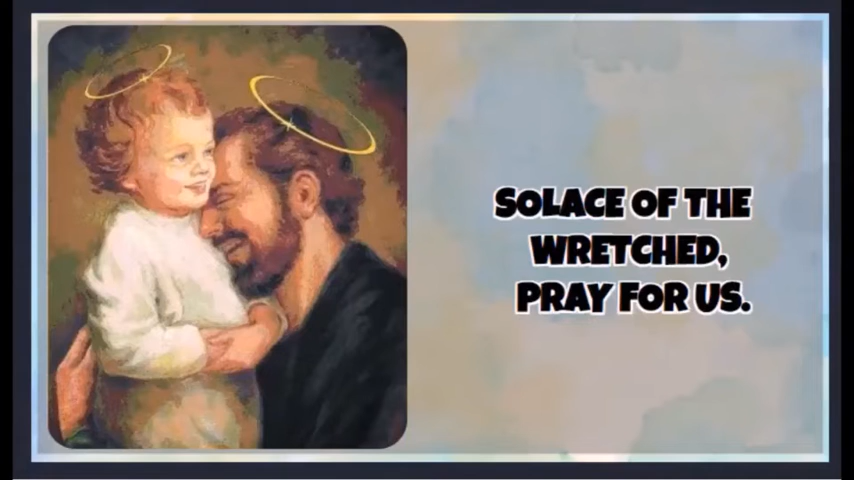 SOLACE OF THE
WRETCHED,
PRAY FOR US.